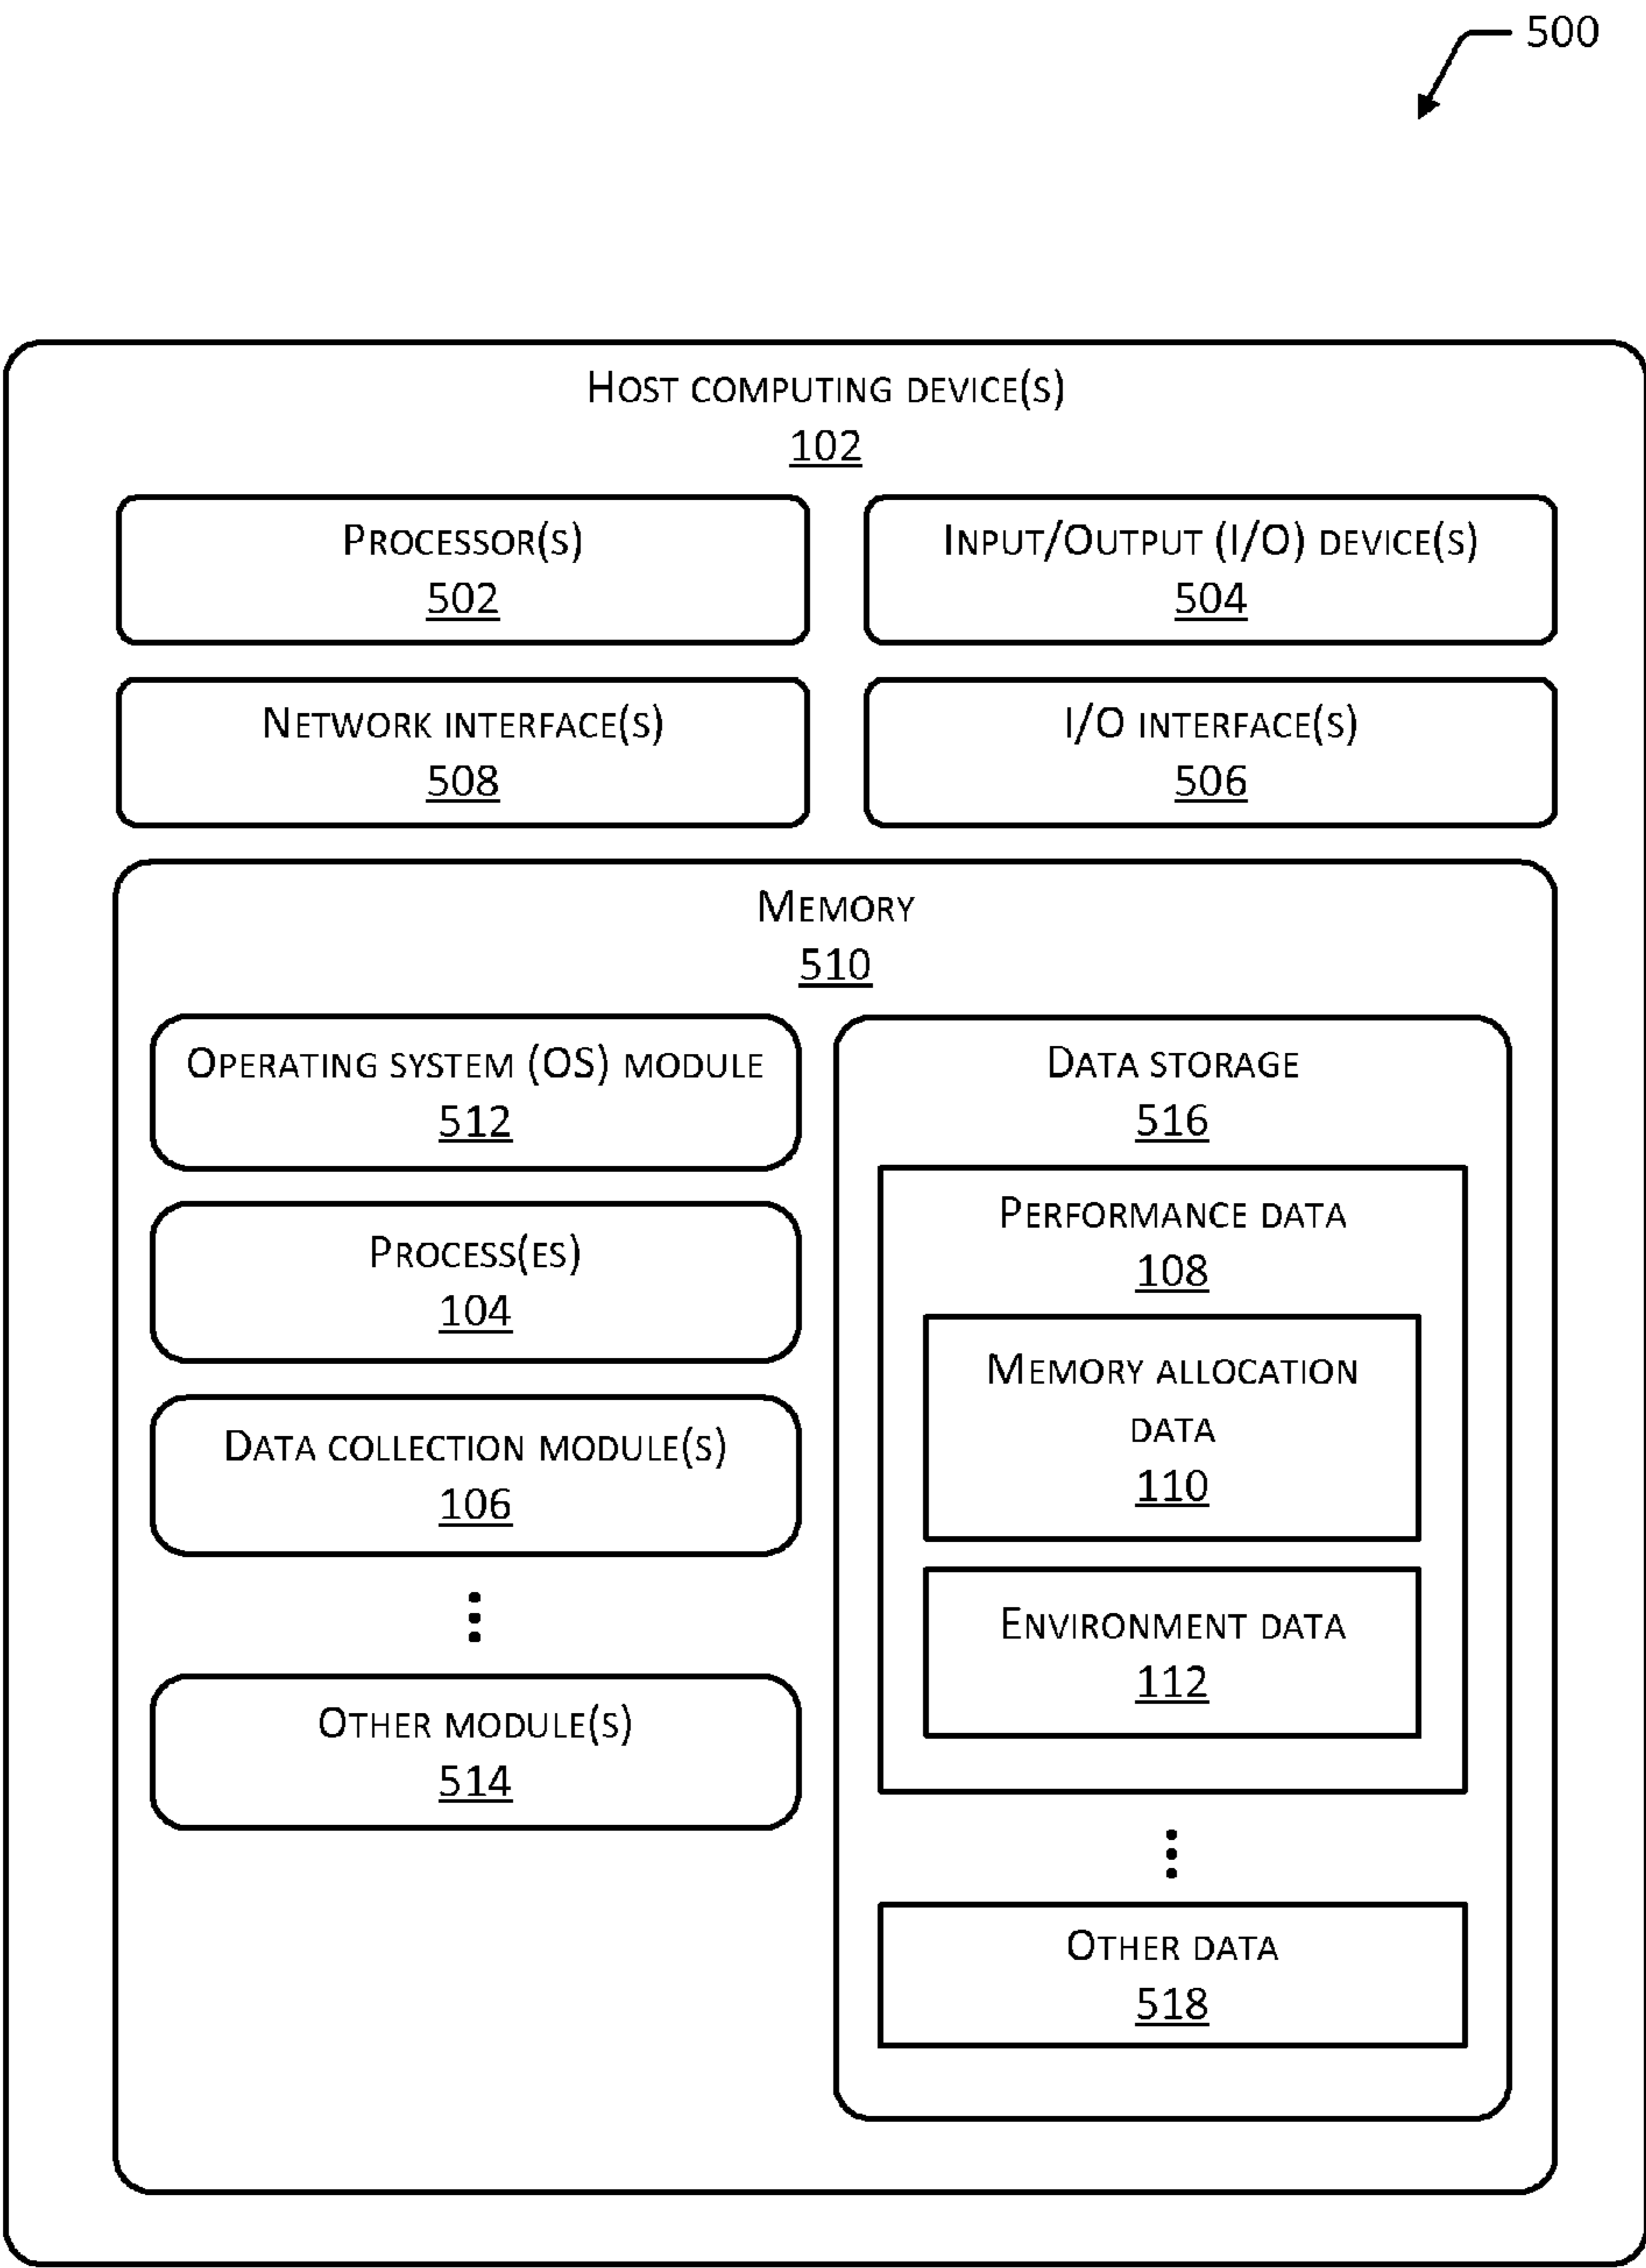 500
Host computing device(s)
102
Processor(s)
502
Input/Output (I/O) device(s)
504
Network interface(s)
508
I/O interface(s)
506
Memory
510
Operating system (OS) module
512
Process(es)
104
Data collection module(s)
106
Other module(s)
514
Data storage
516
Performance data
108
Memory allocation
data
110
Environment data
112
Other data
518